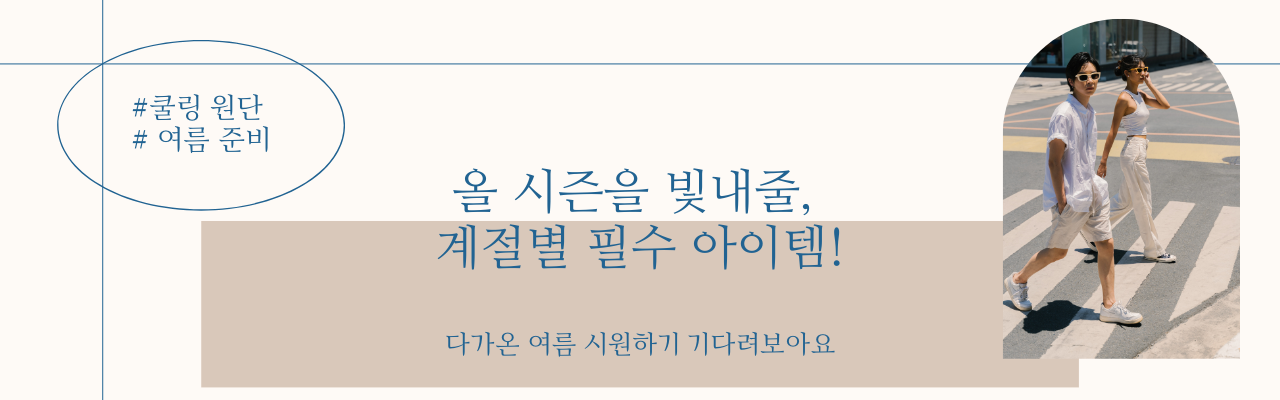 #쿨링 원단
# 여름 준비
올 시즌을 빛내줄,
계절별 필수 아이템!
다가온 여름 시원하기 기다려보아요